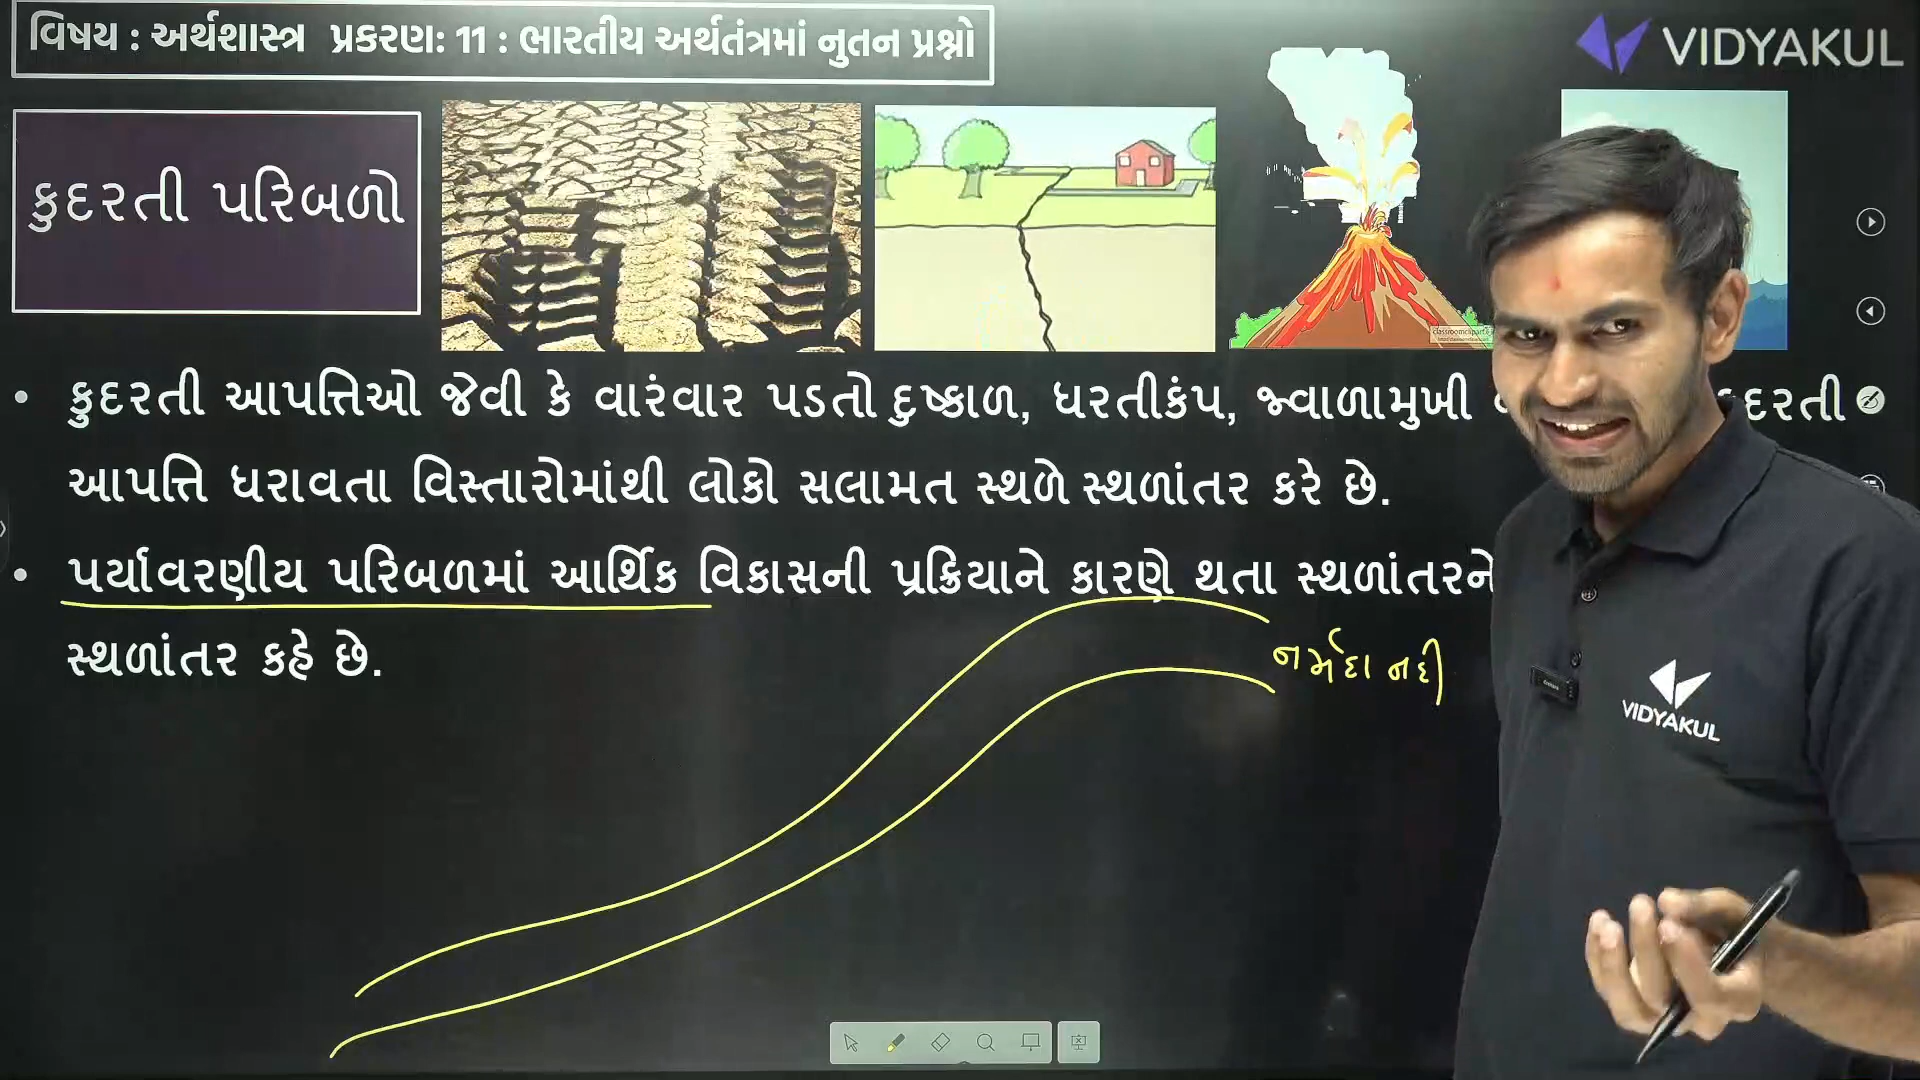 વિષય : અર્થશાસ્ત્ર પ્રકરણ: 11 : ભારતીય અર્થતંત્રમાં નુતન પ્રશ્નો
VIDYAKUL
કુદરતી પરિબળો
• કુદરતી આપત્તિઓ જેવી કે વારંવાર પડતો દુષ્કાળ, ધરતીકંપ, જ્વાળામુખી
આપત્તિ ધરાવતા વિસ્તારોમાંથી લોકો સલામત સ્થળે સ્થળાંતર કરે છે.
• પર્યાવરણીય પરિબળમાં આર્થિક વિકાસની પ્રક્રિયાને કારણે થતા સ્થળાંતરને
સ્થળાંતર કહે છે.
નર્મદા નદી
VIDYAKUL